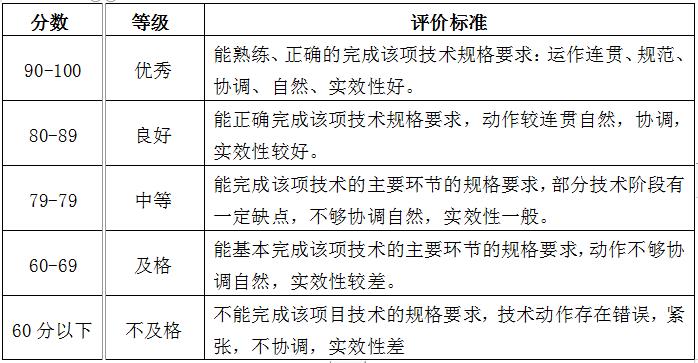 分数 等级 评价标准
90-100 优秀 能熟练、正确的完成该项技术规格要求：运作连贯、规范、
协调、自然、实效性好。
80-89 良好 能正确完成该项技术规格要求，动作较连贯自然，协调，
实效性较好。
79-79 中等 能完成该项技术的主要环节的规格要求，部分技术阶段有
一定缺点，不够协调自然，实效性一般。
60-69 及格 能基本完成该项技术的主要环节的规格要求，动作不够协
调自然，实效性较差。
60 分以下 不及格 不能完成该项目技术的规格要求，技术动作存在错误，紧
张，不协调，实效性差